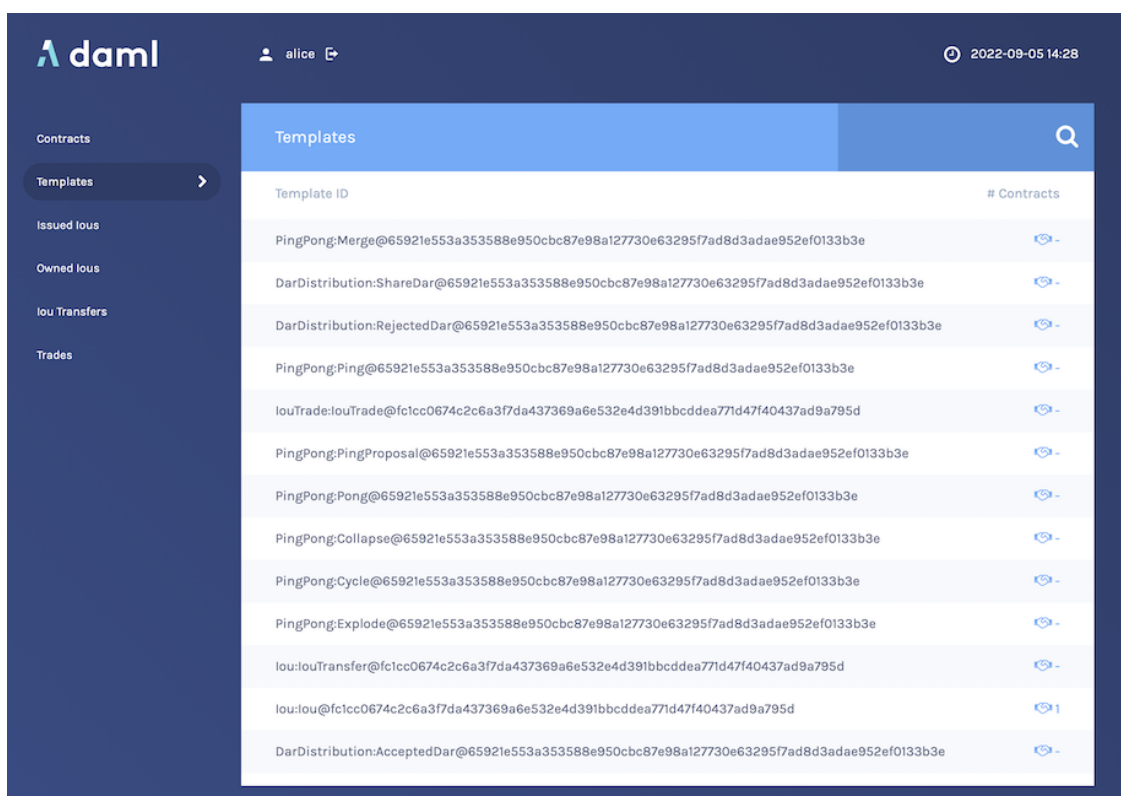 daml
alice
2022-09-05 14:28
Contracts
Templates
Issued Ious
Owned Ious
Iou Transfers
Trades
Templates
Template ID # Contracts
PingPong:Merge@65921e553a353588e950cbc87e98a127730e63295f7ad8d3adae952ef0133b3e -
DarDistribution:ShareDar@65921e553a353588e950cbc87e98a127730e63295f7ad8d3adae952ef0133b3e -
DarDistribution:RejectedDar@65921e553a353588e950cbc87e98a127730e63295f7ad8d3adae952ef0133b3e -
PingPong:Ping@65921e553a353588e950cbc87e98a127730e63295f7ad8d3adae952ef0133b3e -
IouTrade:IouTrade@fc1cc0674c2c6a3f7da437369a6e532e4d391bbcddea771d47f40437ad9a795d -
PingPong:PingProposal@65921e553a353588e950cbc87e98a127730e63295f7ad8d3adae952ef0133b3e -
PingPong:Pong@65921e553a353588e950cbc87e98a127730e63295f7ad8d3adae952ef0133b3e -
PingPong:Collapse@65921e553a353588e950cbc87e98a127730e63295f7ad8d3adae952ef0133b3e -
PingPong:Cycle@65921e553a353588e950cbc87e98a127730e63295f7ad8d3adae952ef0133b3e -
PingPong:Explode@65921e553a353588e950cbc87e98a127730e63295f7ad8d3adae952ef0133b3e -
Iou:IouTransfer@fc1cc0674c2c6a3f7da437369a6e532e4d391bbcddea771d47f40437ad9a795d -
Iou:Iou@fc1cc0674c2c6a3f7da437369a6e532e4d391bbcddea771d47f40437ad9a795d 1
DarDistribution:AcceptedDar@65921e553a353588e950cbc87e98a127730e63295f7ad8d3adae952ef0133b3e -